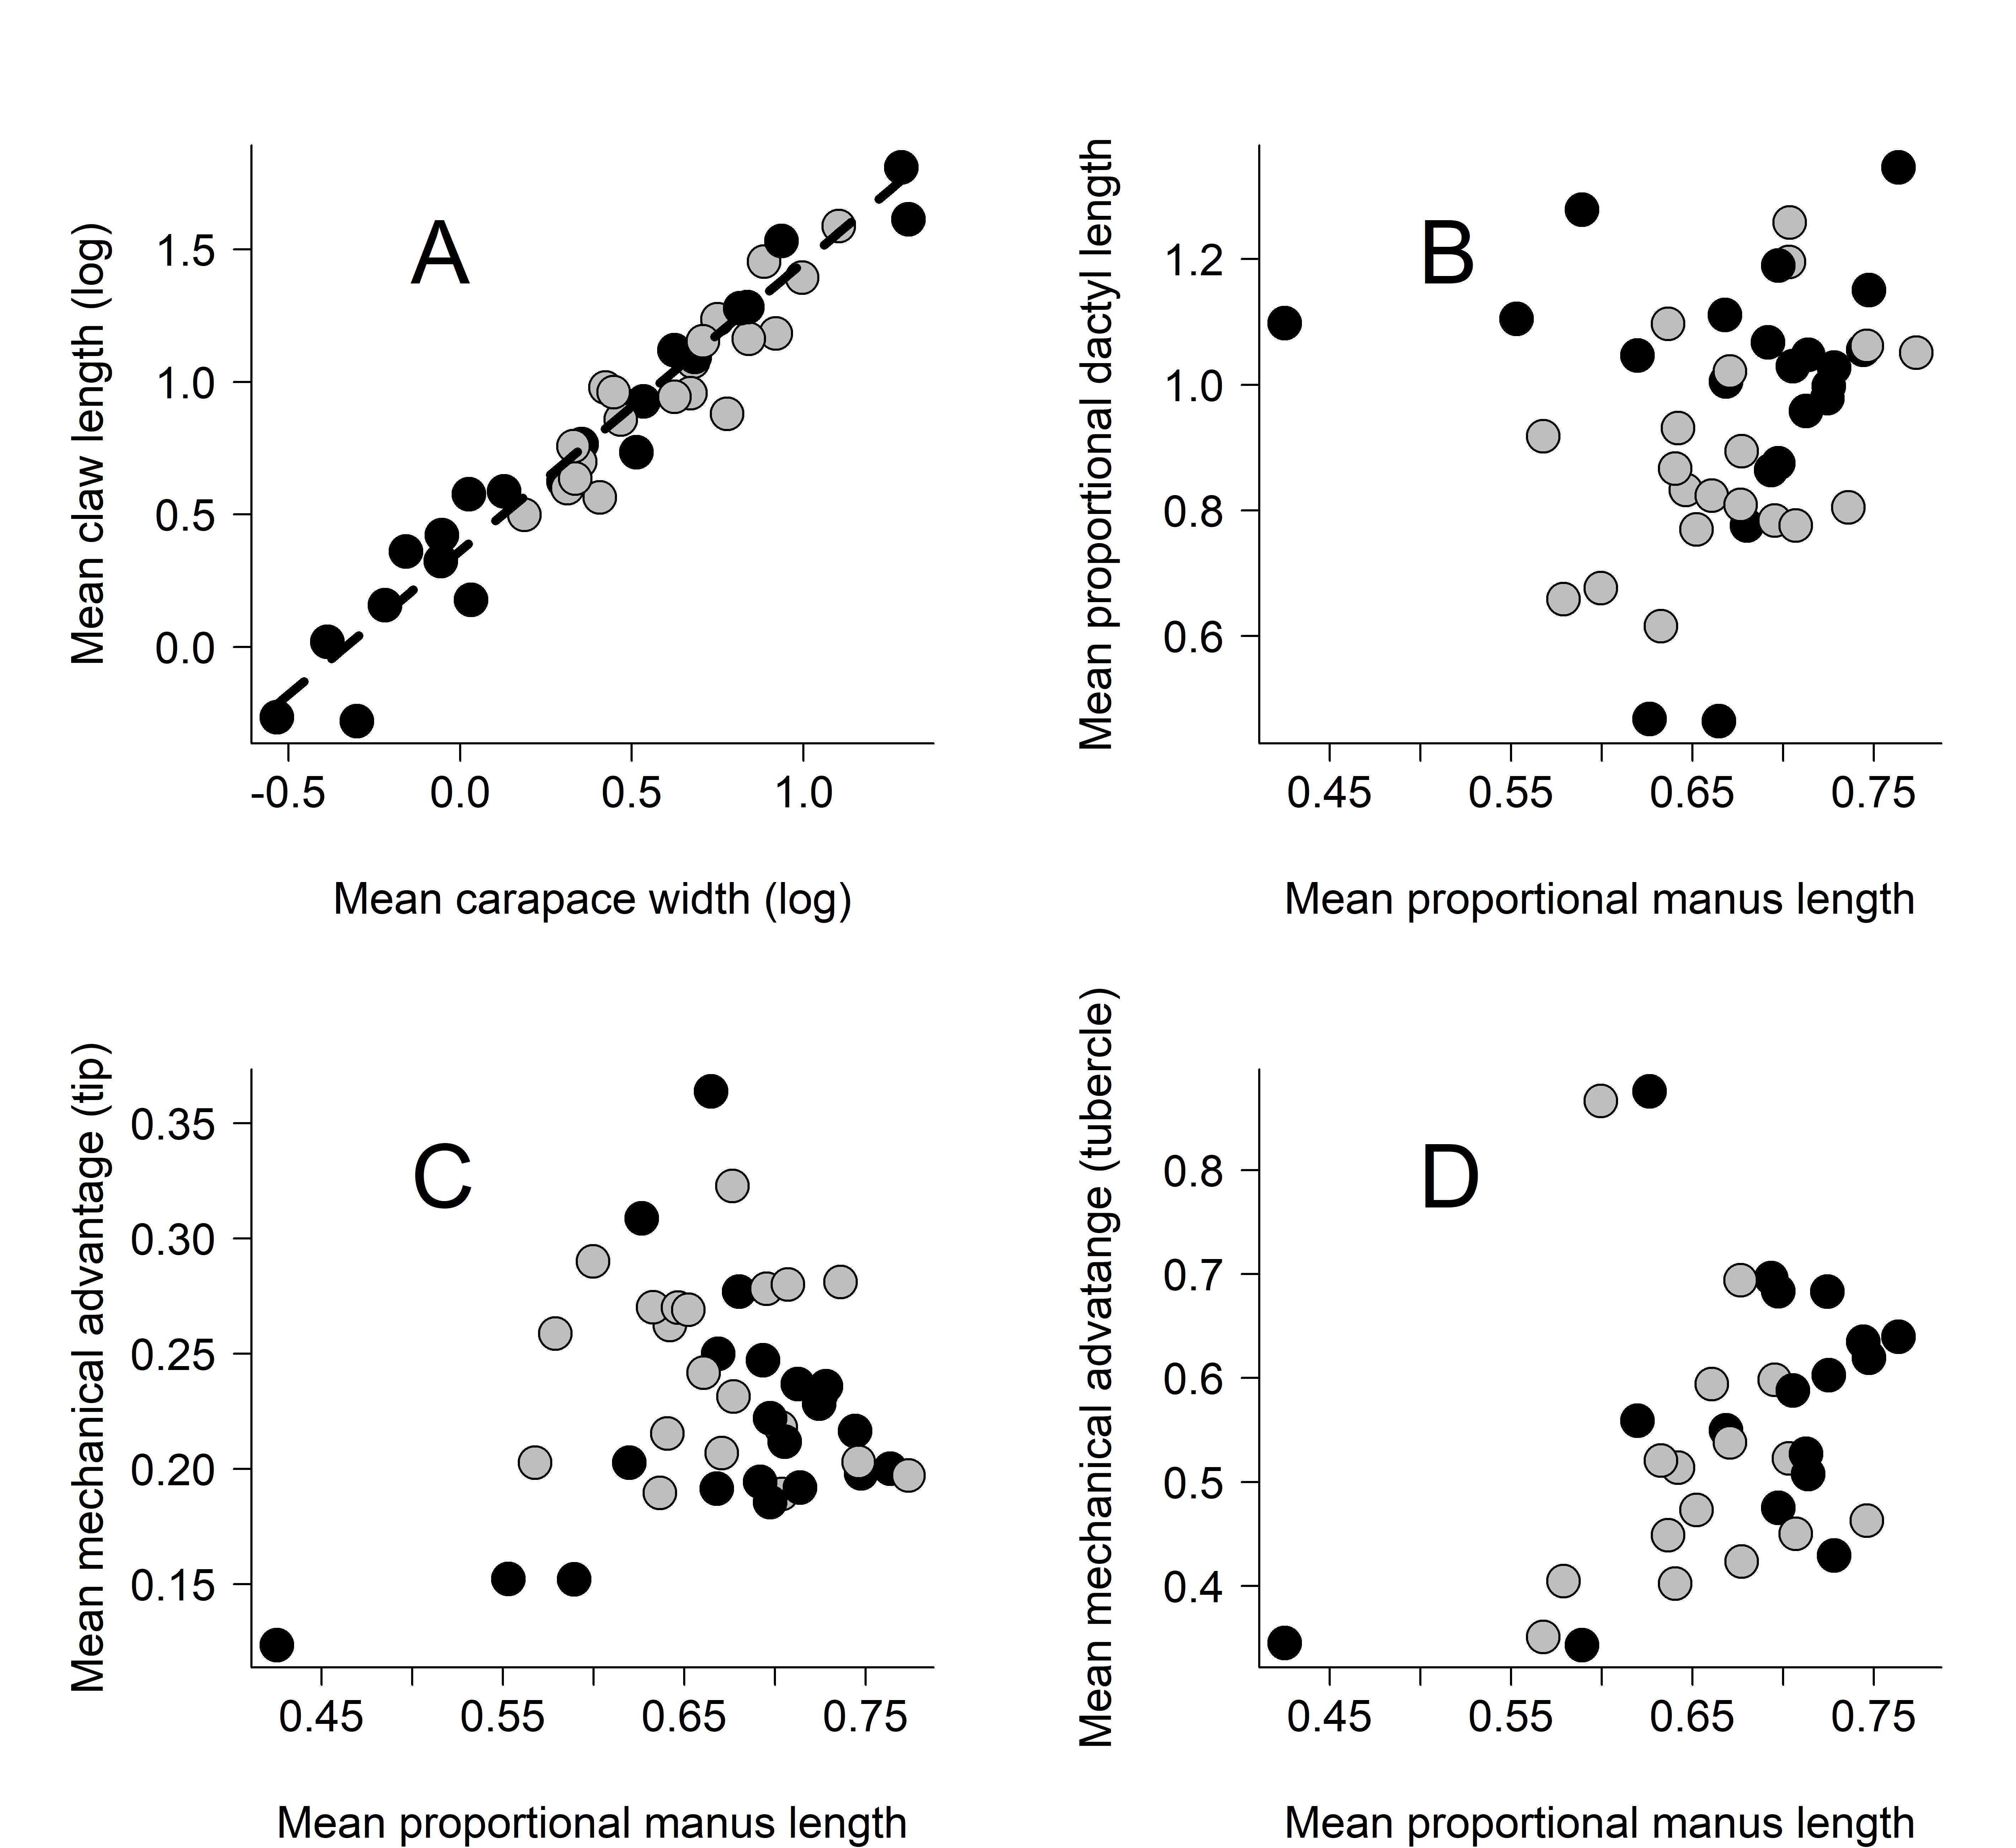 A
Mean claw length (log)
1.5
1.0
0.5
0.0
-0.5 0.0 0.5 1.0
Mean carapace width (log)
B
Mean proportional dactyl length
1.2
1.0
0.8
0.6
0.45 0.55 0.65 0.75
Mean proportional manus length
C
Mean mechanical advantage (tip)
0.35
0.30
0.25
0.20
0.15
0.45 0.55 0.65 0.75
Mean proportional manus length
D
Mean mechanical advatange (tubercle)
0.8
0.7
0.6
0.5
0.4
0.45 0.55 0.65 0.75
Mean proportional manus length